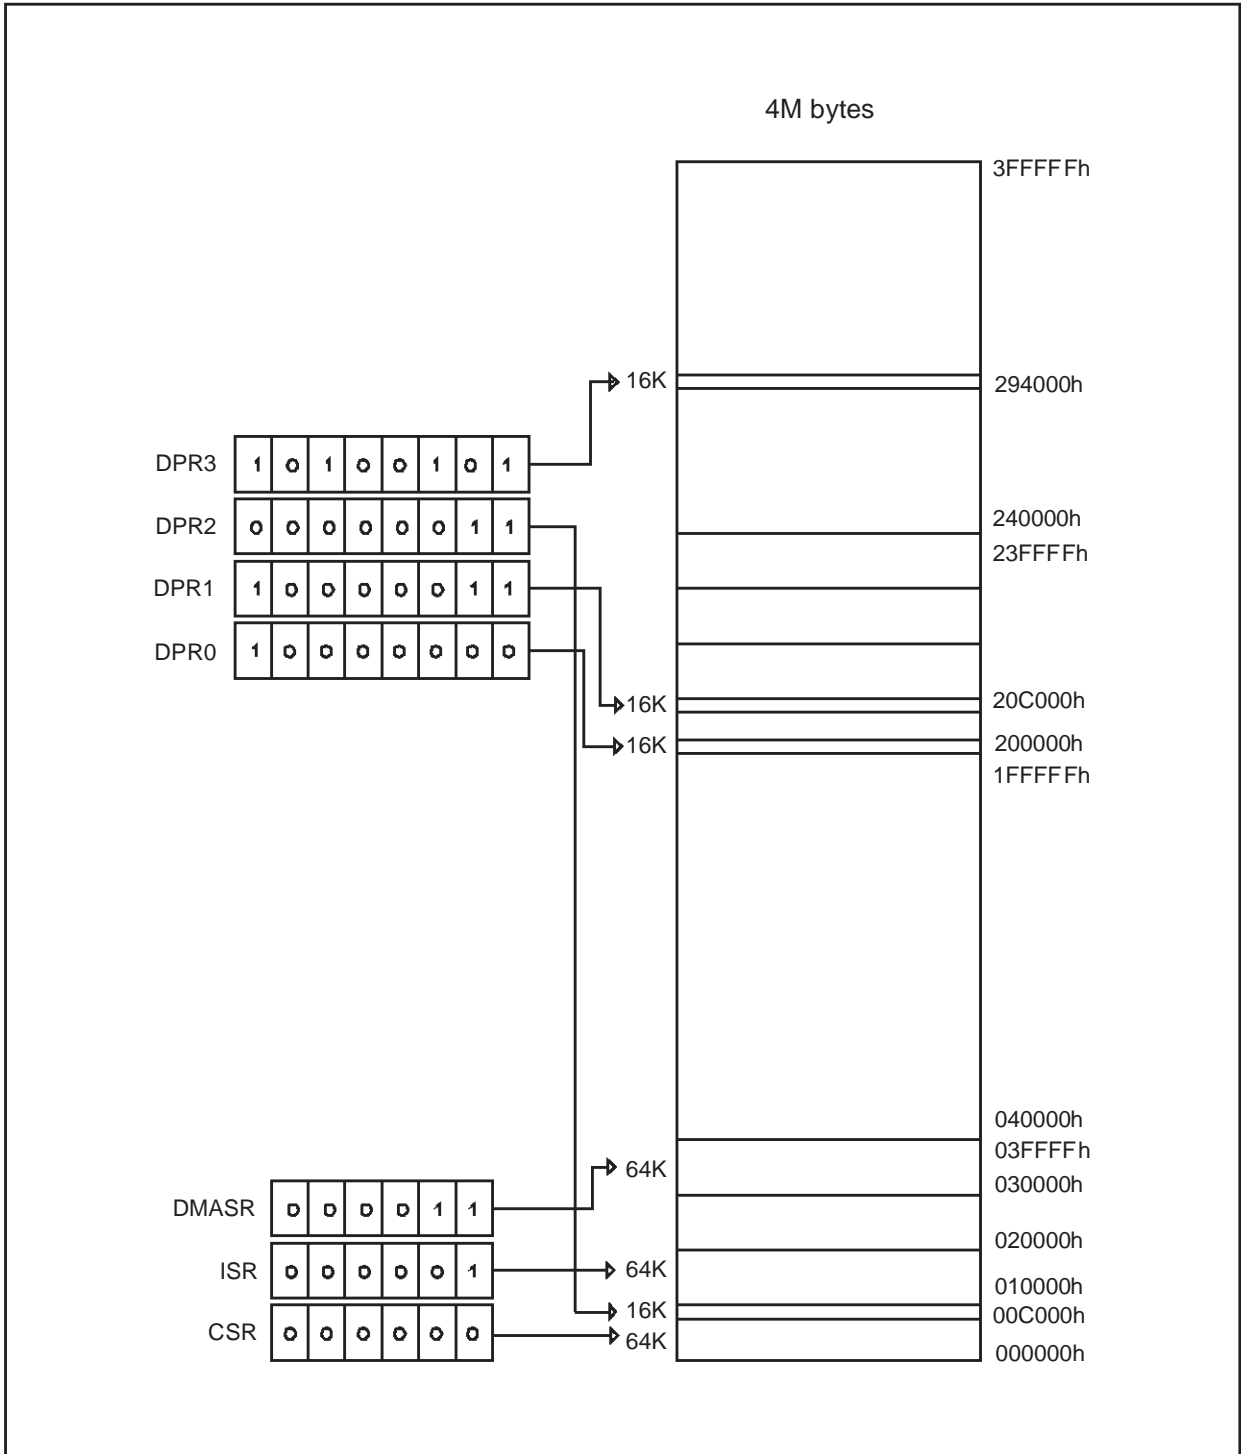 4M bytes
3FFFFFh
16K
294000h
DPR3 1 0 1 0 0 1 0 1
DPR2 0 0 0 0 0 0 1 1
240000h
23FFFFh
DPR1 1 0 0 0 0 0 1 1
DPR0 1 0 0 0 0 0 0 0
16K
20C000h
16K
200000h
1FFFFFh
040000h
03FFFFh
64K
030000h
DMASR 0 0 0 0 1 1
020000h
ISR 0 0 0 0 0 1
64K
010000h
16K
00C000h
CSR 0 0 0 0 0 0
64K
000000h